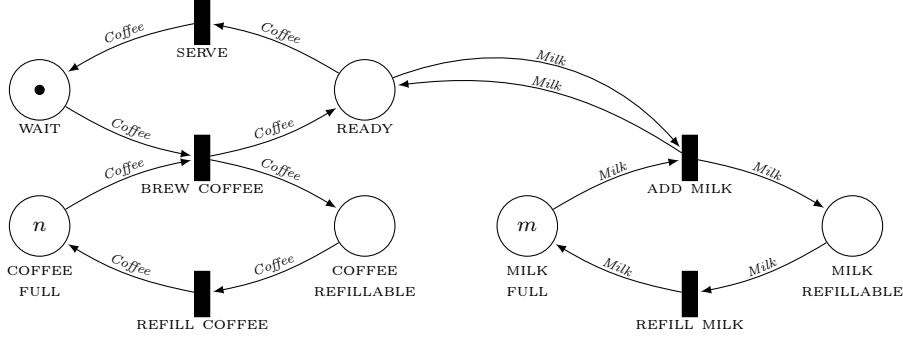 Coffee
Coffee
SERVE
Milk
Milk
WAIT
READY
Coffee
Coffee
Coffee
Coffee
BREW COFFEE
Milk
Milk
ADD MILK
n
m
Coffee
Coffee
Milk
Milk
COFFEE
FULL
COFFEE
REFILLABLE
MILK
FULL
MILK
REFILLABLE
REFILL COFFEE
REFILL MILK